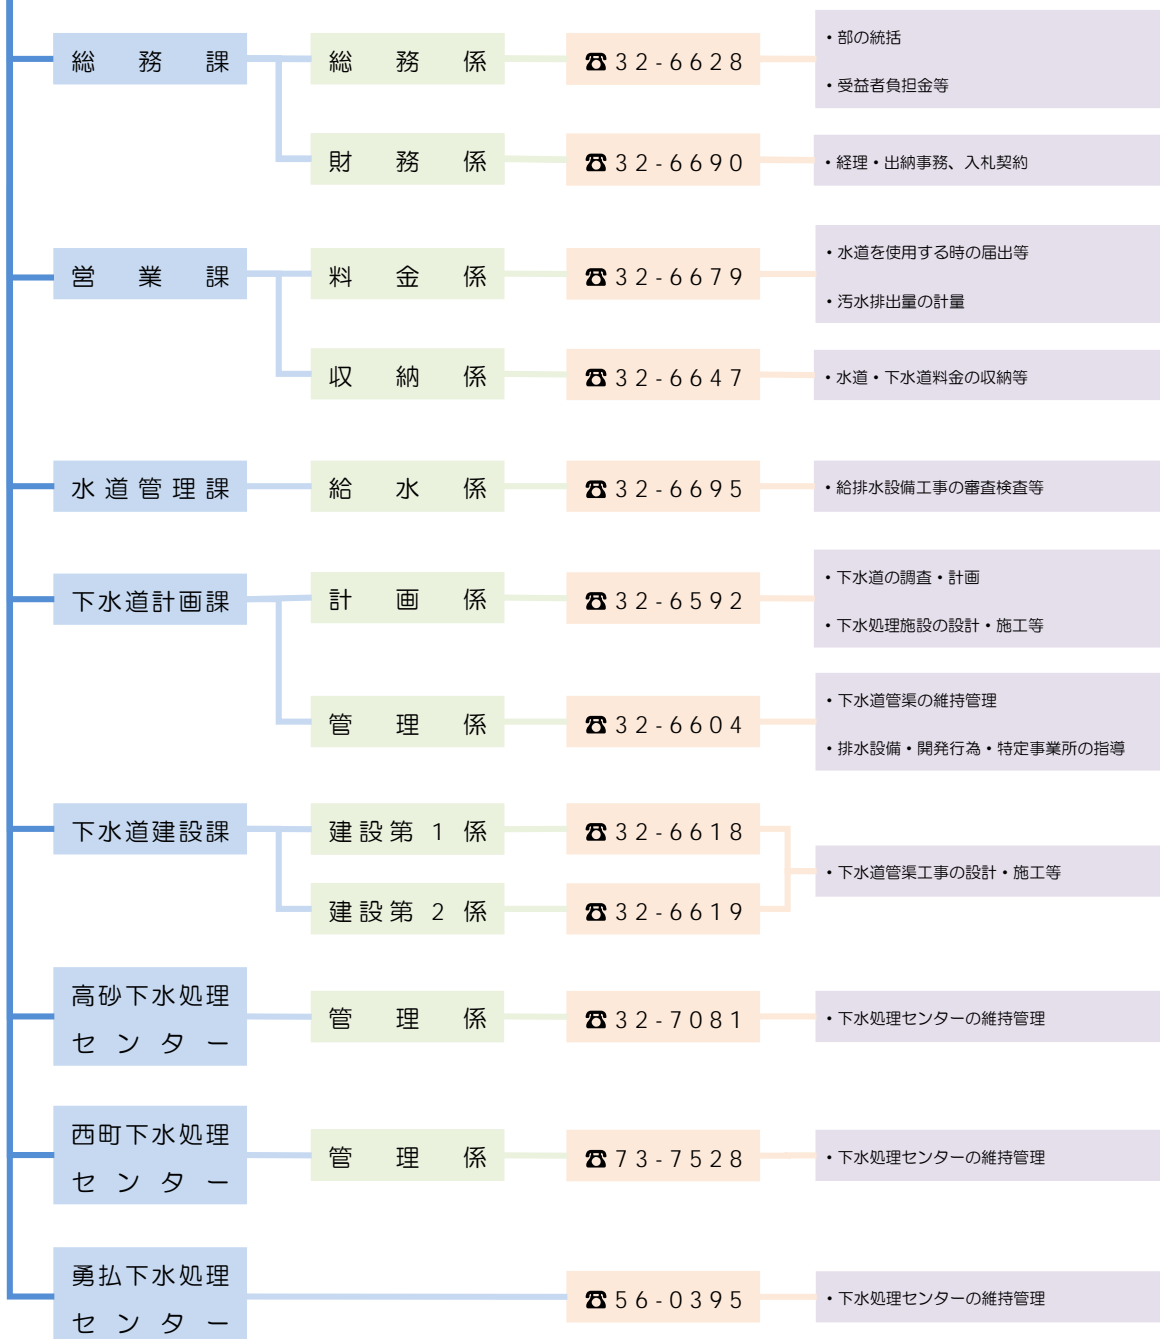 総務課
総務係
☎32-6628
・部の統括
・受益者負担金等
財務係
☎32-6690
・経理・出納事務、入札契約
営業課
料金係
☎32-6679
・水道を使用する時の届出等
・汚水排出量の計量
収納係
☎32-6647
・水道・下水道料金の収納等
水道管理課
給水係
☎32-6695
・給排水設備工事の審査検査等
下水道計画課
計画係
☎32-6592
・下水道の調査・計画
・下水処理施設の設計・施工等
管理係
☎32-6604
・下水道管渠の維持管理
・排水設備・開発行為・特定事業所の指導
下水道建設課
建設第1係
☎32-6618
建設第2係
☎32-6619
・下水道管渠工事の設計・施工等
高砂下水処理
センター
管理係
☎32-7081
・下水処理センターの維持管理
西町下水処理
センター
管理係
☎73-7528
・下水処理センターの維持管理
勇払下水処理
センター
☎56-0395
・下水処理センターの維持管理